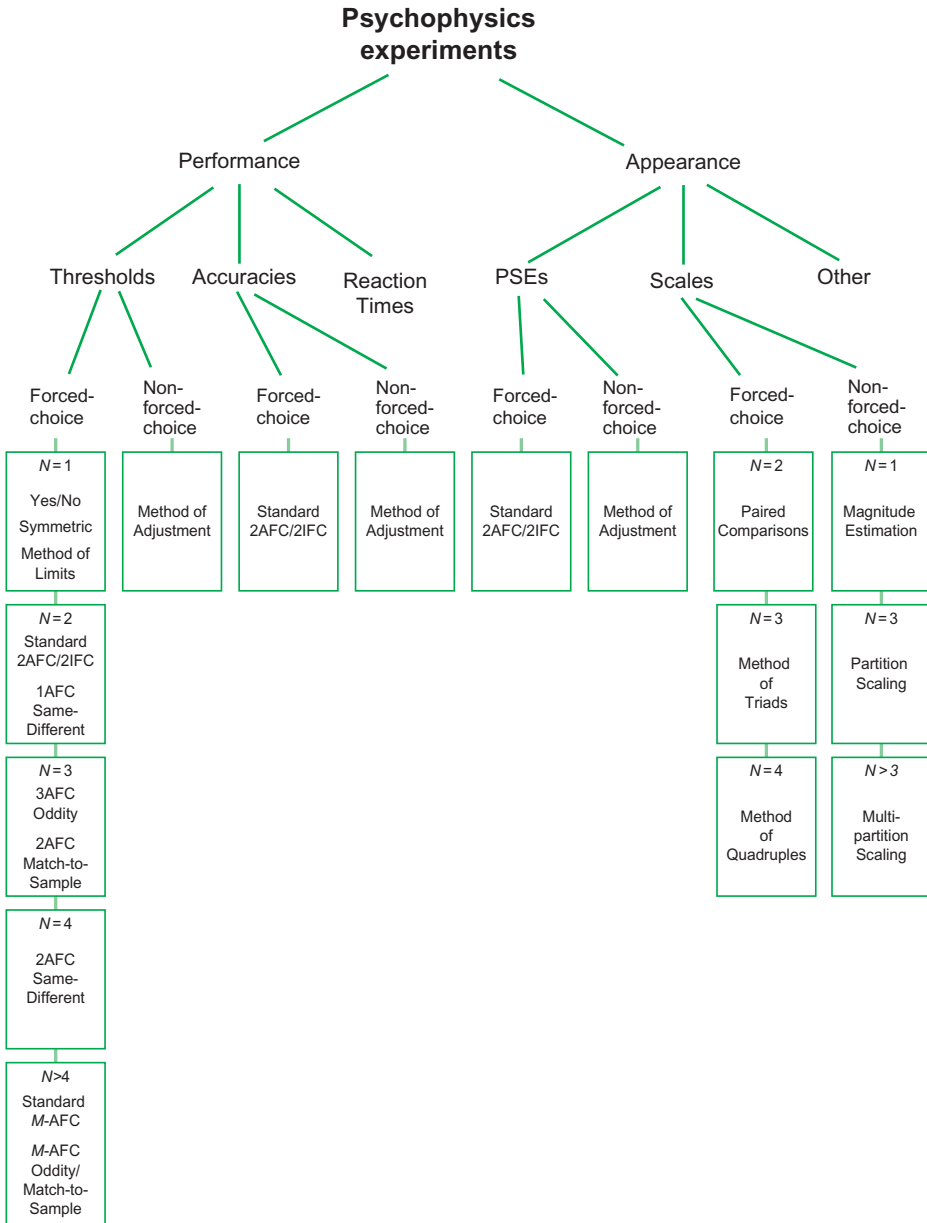 Psychophysics
experiments
Performance
Appearance
Thresholds
Accuracies
Reaction
Times
PSEs
Scales
Other
Forced-
choice
Non-
forced-
choice
Forced-
choice
Non-
forced-choice
Forced-
choice
Non-
forced-
choice
Forced-
choice
Non-
forced-choice
N = 1
Yes/No
Symmetric
Method of
Limits
Method of
Adjustment
Standard
2AFC/2IFC
Method of
Adjustment
Standard
2AFC/2IFC
Method of
Adjustment
N = 2
Paired
Comparisons
N = 1
Magnitude
Estimation
N = 2
Standard
2AFC/2IFC
1AFC
Same-
Different
N = 3
Method
of
Triads
N = 3
Partition
Scaling
N = 3
3AFC
Oddity
2AFC
Match-to-
Sample
N = 4
Method
of
Quadruples
N > 3
Multi-
partition
Scaling
N = 4
2AFC
Same-
Different
N>4
Standard
M-AFC
M-AFC
Oddity/
Match-to-
Sample